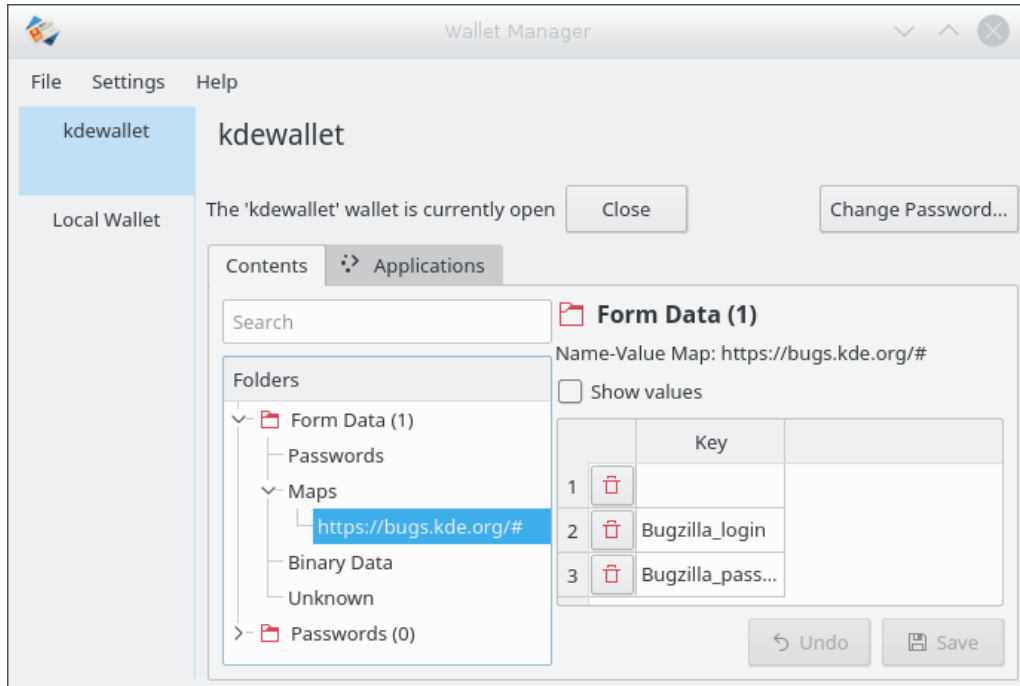 Wallet Manager
File Settings Help
kdewallet
Local Wallet
kdewallet
The 'kdewallet' wallet is currently open
Close
Change Password...
Contents
Applications
Search
Folders
Form Data (1)
Passwords
Maps
https://bugs.kde.org/#
Binary Data
Unknown
Passwords (0)
Form Data (1)
Name-Value Map: https://bugs.kde.org/#
Show values
Key
1
2 Bugzilla_login
3 Bugzilla_pass...
Undo
Save